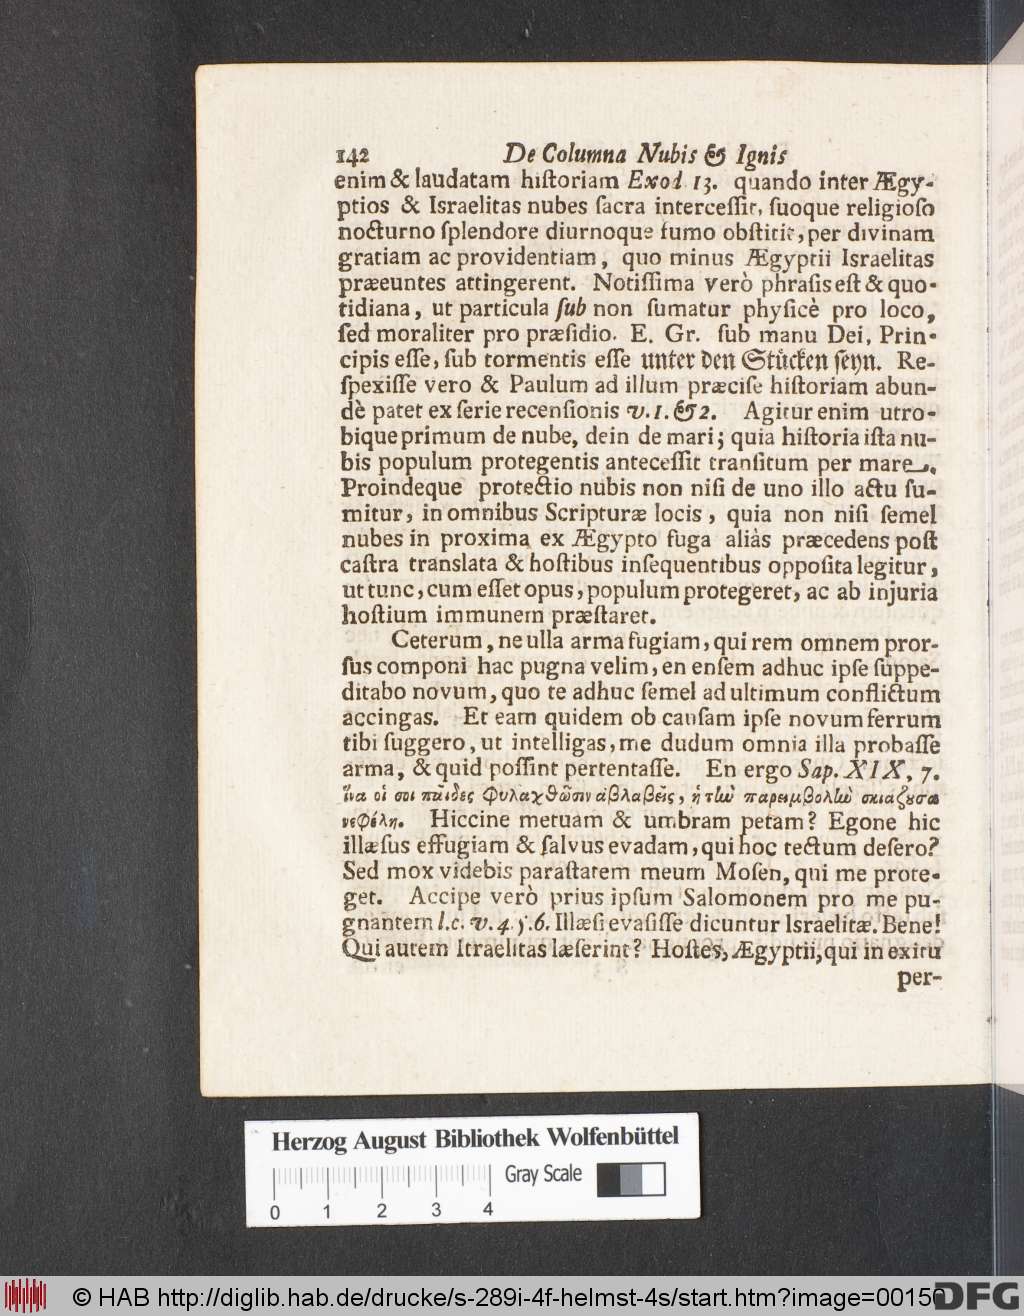 142 De Columna Nubis & Ignis
enim & laudatam hiſtoriam Exod 13. quando inter Ægy-
ptios & Israelitas nubes ſacra interceſſit, ſuoque religioſo
nocturno ſplendore diurnoque fumo obſtitit, per divinam
gratiam ac providentiam, quo minus Ægyptii Israelitas
præeuntes attingerent. Notiſſima verò phraſis eſt & quo-
tidiana, ut particula ſub non ſumatur phyſicè pro loco,
ſed moraliter pro præſidio. E. Gr. ſub manu Dei, Prin-
cipis eſſe, ſub tormentis eſſe unter den Stücken ſeyn. Re-
ſpexiſſe vero & Paulum ad illum præciſe hiſtoriam abun-
dè patet ex ſerie recenſionis v. 1. & 2. Agitur enim utro-
bique primum de nube, dein de mari; quia hiſtoria iſta nu-
bis populum protegentis anteceſſit tranſitum per mare.
Proindeque protectio nubis non niſi de uno illo actu ſu-
mitur, in omnibus Scripturæ locis, quia non niſi ſemel
nubes in proxima ex Ægypto fuga aliàs præcedens poſt
caſtra translata & hoſtibus inſequentibus oppoſita legitur,
ut tunc, cum eſſet opus, populum protegeret, ac ab injuria
hoſtium immunem præſtaret.
Ceterum, ne ulla arma fugiam, qui rem omnem pror-
ſus componi hac pugna velim, en enſem adhuc ipſe ſuppe-
ditabo novum, quo te adhuc ſemel ad ultimum conflictum
accingas. Et eam quidem ob cauſam ipſe novum ferrum
tibi ſuggero, ut intelligas, me dudum omnia illa probaſſe
arma, & quid poſſint pertentaſſe. En ergo Sap. XIX, 7.
ἵνα οἱ σοι παῖδες φυλαχθῶσιν ἀβλαβεῖς, ἡ τὼ παρεμβολὼ σκιαζουσα
νεφέλη. Hiccine metuam & umbram petam? Egone hic
illæſus effugiam & ſalvus evadam, qui hoc tectum deſero?
Sed mox videbis paraſtatem meum Moſen, qui me prote-
get. Accipe verò prius ipſum Salomonem pro me pu-
gnantem l.c. v. 4. 5. 6. Illæſi evaſiſſe dicuntur Israelitæ. Bene!
Qui autem Itraelitas læſerint? Hoſtes, Ægyptii, qui in exitu
per-
Herzog August Bibliothek Wolfenbüttel
Gray Scale
0 1 2 3 4
© HAB http://diglib.hab.de/drucke/s-289i-4f-helmst-4s/start.htm?image=00150
DFG